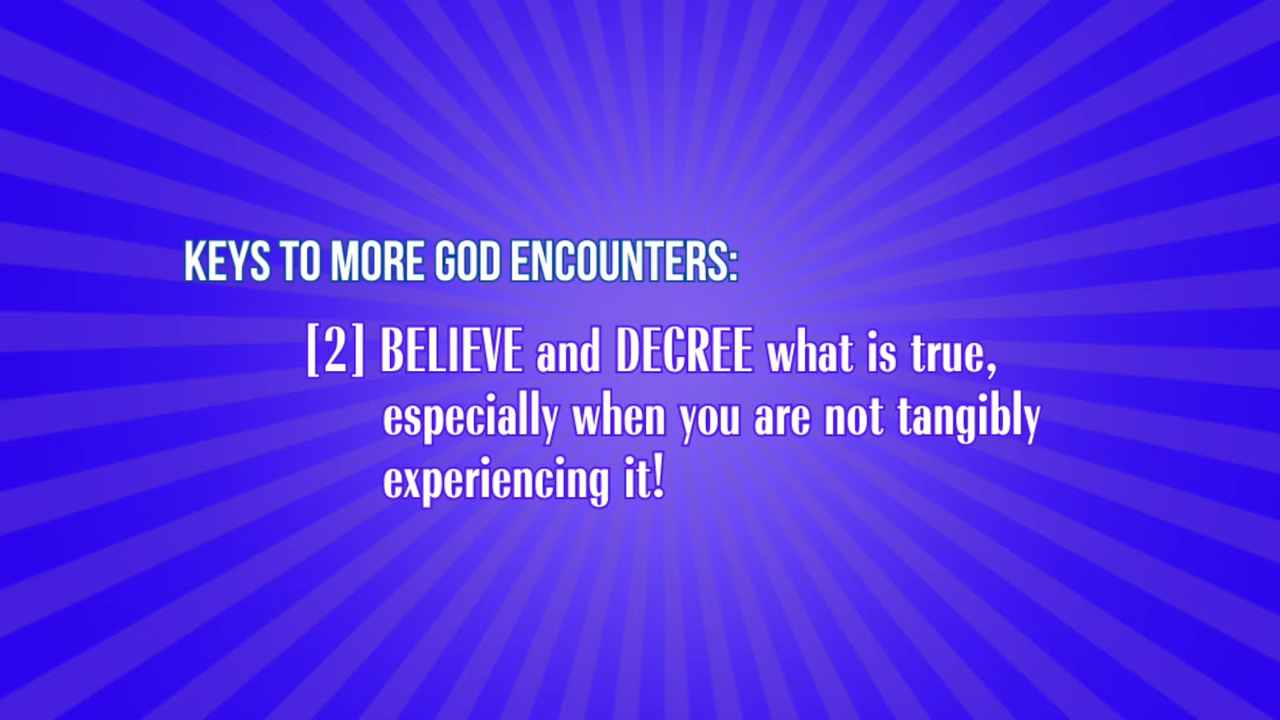 KEYS TO MORE GOD ENCOUNTERS:
[2] BELIEVE and DECREE what is true,
especially when you are not tangibly
experiencing it!